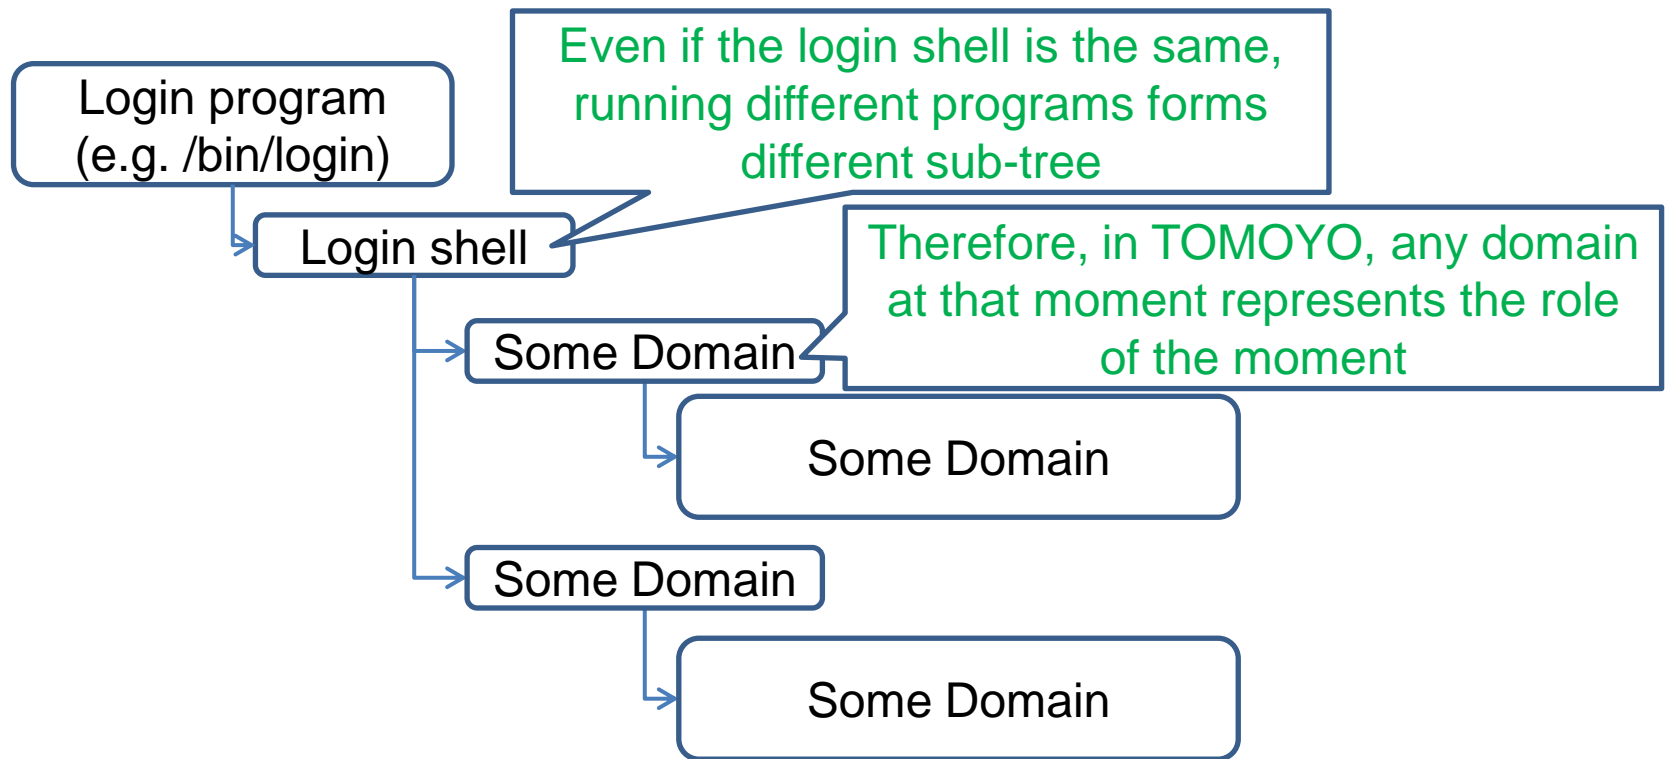 Even if the login shell is the same,
running different programs forms
different sub-tree
Login program
(e.g. /bin/login)
Login shell
Therefore, in TOMOYO, any domain
at that moment represents the role
of the moment
Some Domain
Some Domain
Some Domain
Some Domain